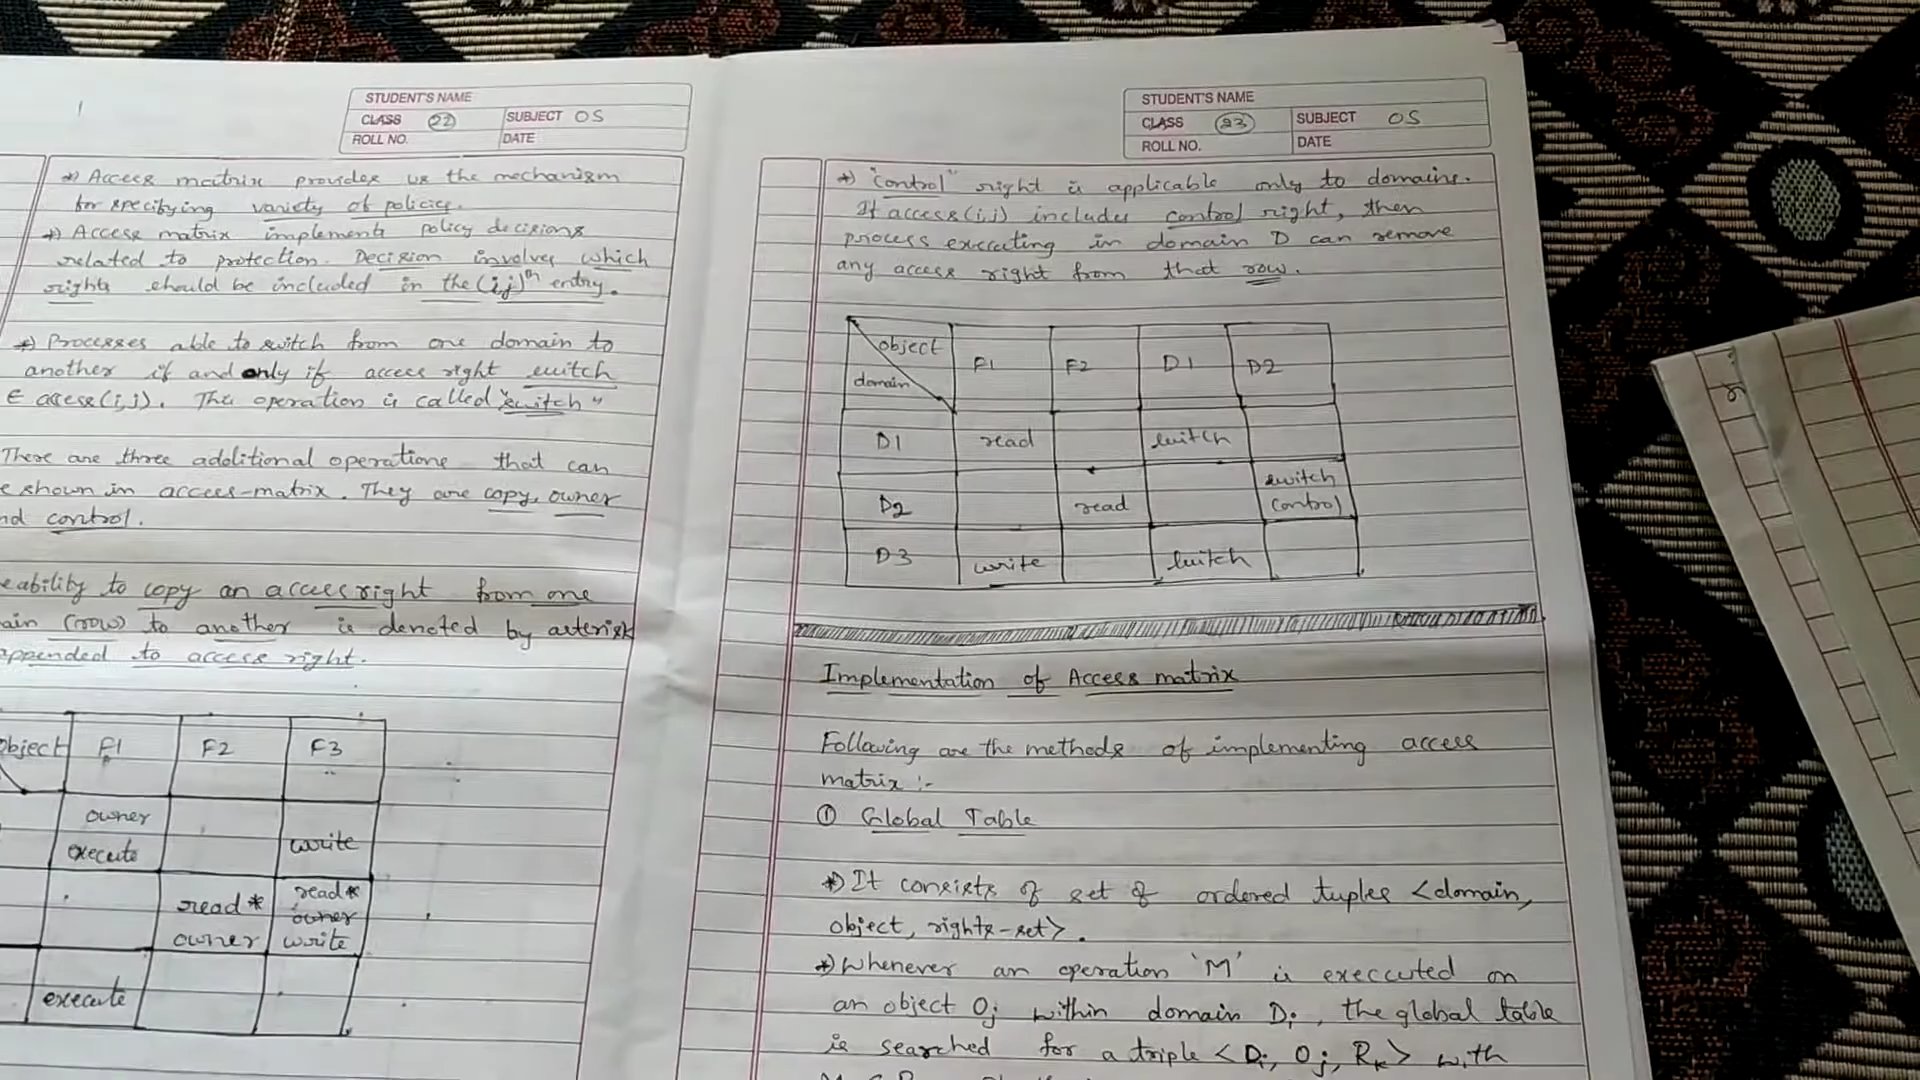 STUDENT'S NAME
CLASS 22 SUBJECT OS
ROLL NO. DATE
*) Access matrix provides us the mechanism
for specifying variety of policies.
*) Access matrix implements policy decisions
related to protection. Decision involves which
rights should be included in the (i,j)th entry.
*) Processes able to switch from one domain to
another if and only if access right switch
∈ access(i,j). The operation is called "switch"
There are three additional operations that can
shown in access-matrix. They are copy, owner
control.
ability to copy an access right from one
(row) to another is denoted by asterisk
appended to access right.
object F1 F2 F3
owner
execute write
read* read*
owner owner
write
execute
STUDENT'S NAME
CLASS 23 SUBJECT OS
ROLL NO. DATE
*) "control" right is applicable only to domains.
If access(i,j) includes control right, then
process executing in domain D can remove
any access right from that row.
object
domain F1 F2 D1 D2
D1 read switch
D2 read switch control
D3 write switch
Implementation of Access matrix
Following are the methods of implementing access
matrix :-
① Global Table
*) It consists of set of ordered tuples <domain,
object, rights-set>.
*) Whenever an operation 'M' is executed on
an object Oj within domain Di, the global table
is searched for a triple <Di, Oj, Rk> with